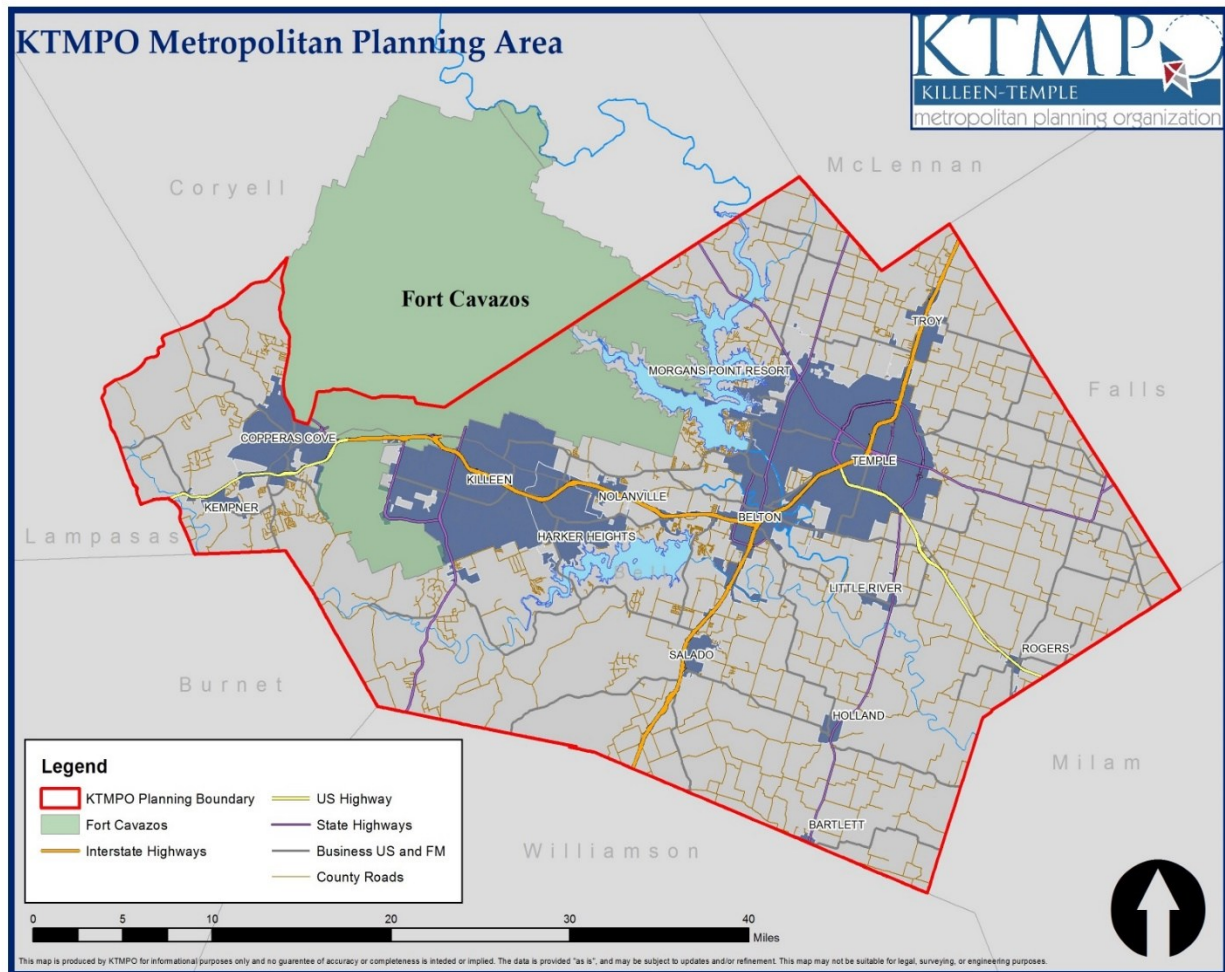 KTMPO Metropolitan Planning Area
KTMPO
KILLEEN-TEMPLE
metropolitan planning organization
McLennan
Coryell
Fort Cavazos
TROY
MORGANS POINT RESORT
Falls
COPPERAS COVE
TEMPLE
KILLEEN
NOLANVILLE
KEMPNER
BELTON
Lampasas
HARKER HEIGHTS
Bell
LITTLE RIVER
ROGERS
SALADO
Burnet
HOLLAND
Milam
BARTLETT
Williamson
Legend
KTMPO Planning Boundary
Fort Cavazos
Interstate Highways
US Highway
State Highways
Business US and FM
County Roads
0 5 10 20 30 40
Miles
This map is produced by KTMPO for informational purposes only and no guarentee of accuracy or completeness is inteded or implied. The data is provided "as is", and may be subject to updates and/or refinement. This map may not be suitable for legal, surveying, or engineering purposes.